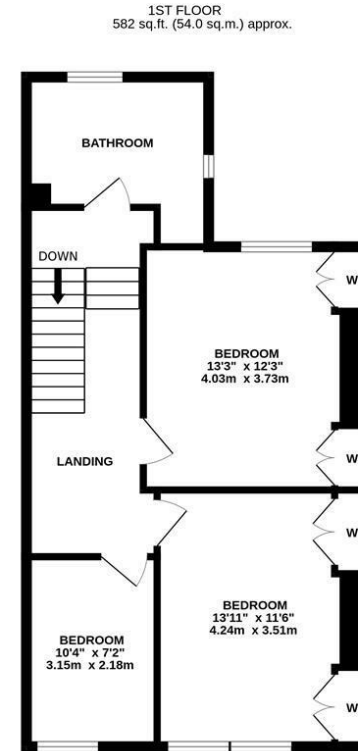 1ST FLOOR
582 sq.ft. (54.0 sq.m.) approx.
BATHROOM
DOWN
W
BEDROOM
13'3" x 12'3"
4.03m x 3.73m
W
LANDING
W
BEDROOM
13'11" x 11'6"
4.24m x 3.51m
BEDROOM
10'4" x 7'2"
3.15m x 2.18m
W